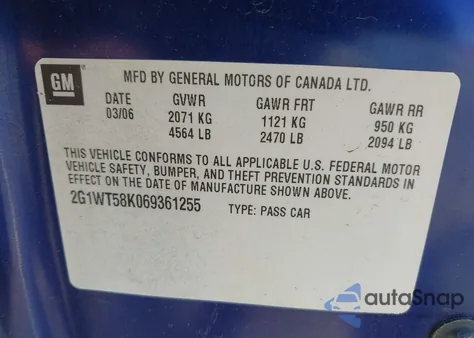 GM
MFD BY GENERAL MOTORS OF CANADA LTD.
DATE GVWR GAWR FRT GAWR RR
03/06 2071 KG 1121 KG 950 KG
4564 LB 2470 LB 2094 LB
THIS VEHICLE CONFORMS TO ALL APPLICABLE U.S. FEDERAL MOTOR
VEHICLE SAFETY, BUMPER, AND THEFT PREVENTION STANDARDS IN
EFFECT ON THE DATE OF MANUFACTURE SHOWN ABOVE.
2G1WT58K069361255 TYPE: PASS CAR
autoSnap